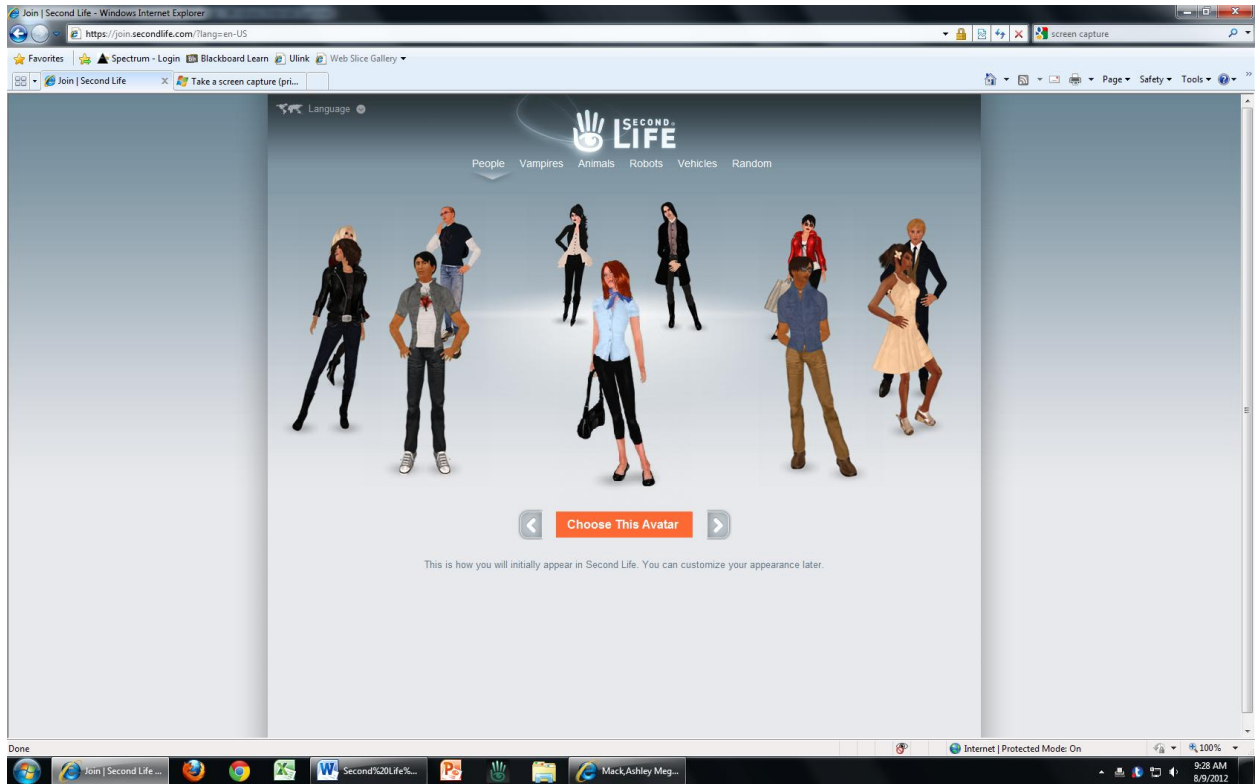 Join | Second Life - Windows Internet Explorer
https://join.secondlife.com/?lang=en-US
screen capture
Favorites Spectrum - Login Blackboard Learn Ulink Web Slice Gallery
Join | Second Life X Take a screen capture (pri... Page Safety Tools
Language
SECOND LIFE
People Vampires Animals Robots Vehicles Random
Choose This Avatar
This is how you will initially appear in Second Life. You can customize your appearance later.
Done Internet | Protected Mode: On 100%
Join | Second Life ... Second%20Life%... Mack,Ashley Meg... 9:28 AM
8/9/2012